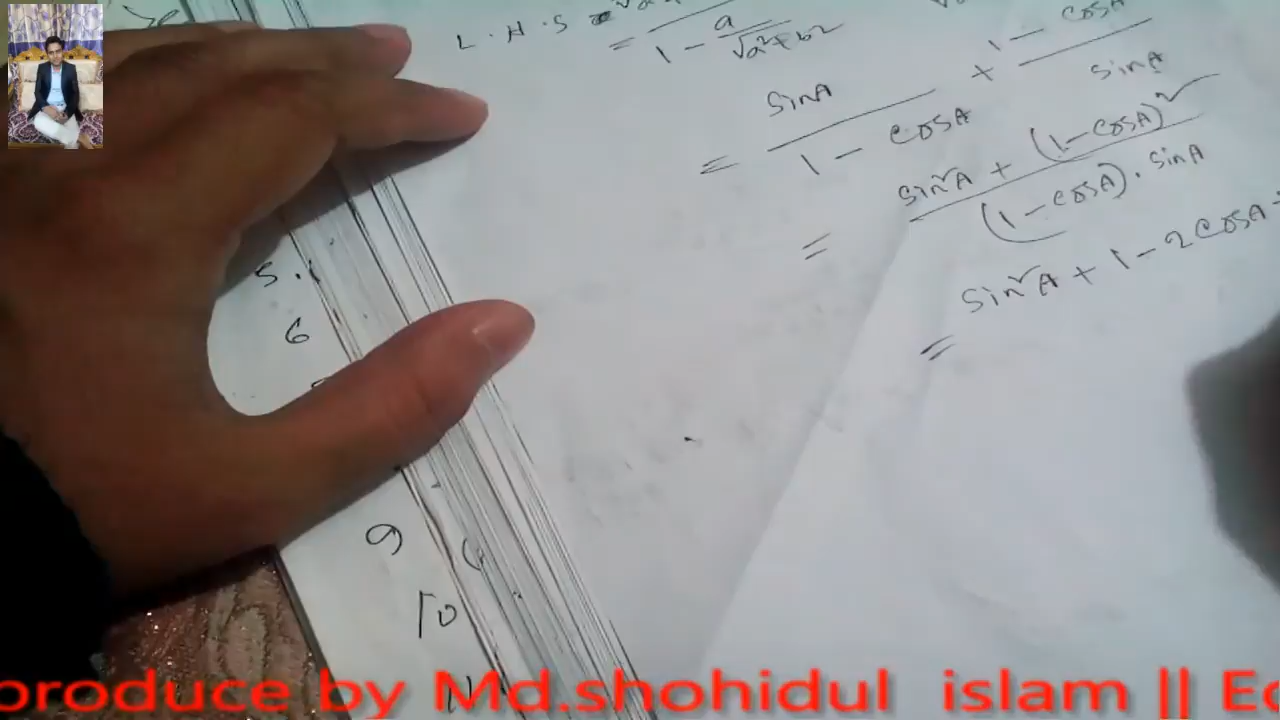 L.H.S = 1 - a/√a²+b²
= sinA/1 - cosA + 1 - cosA/sinA
= sin²A + (1-cosA)²/(1-cosA).sinA
= sin²A + 1 - 2cosA
5.
6
9
10
produce by Md.shohidul islam || Ed